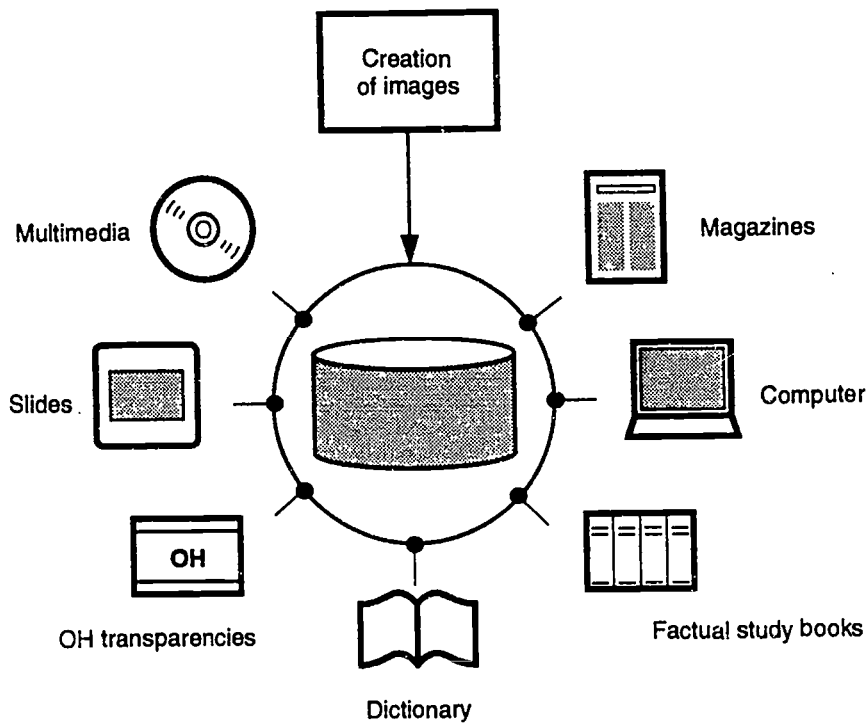 Creation
of images
Multimedia
Magazines
Slides
Computer
OH
OH transparencies
Factual study books
Dictionary